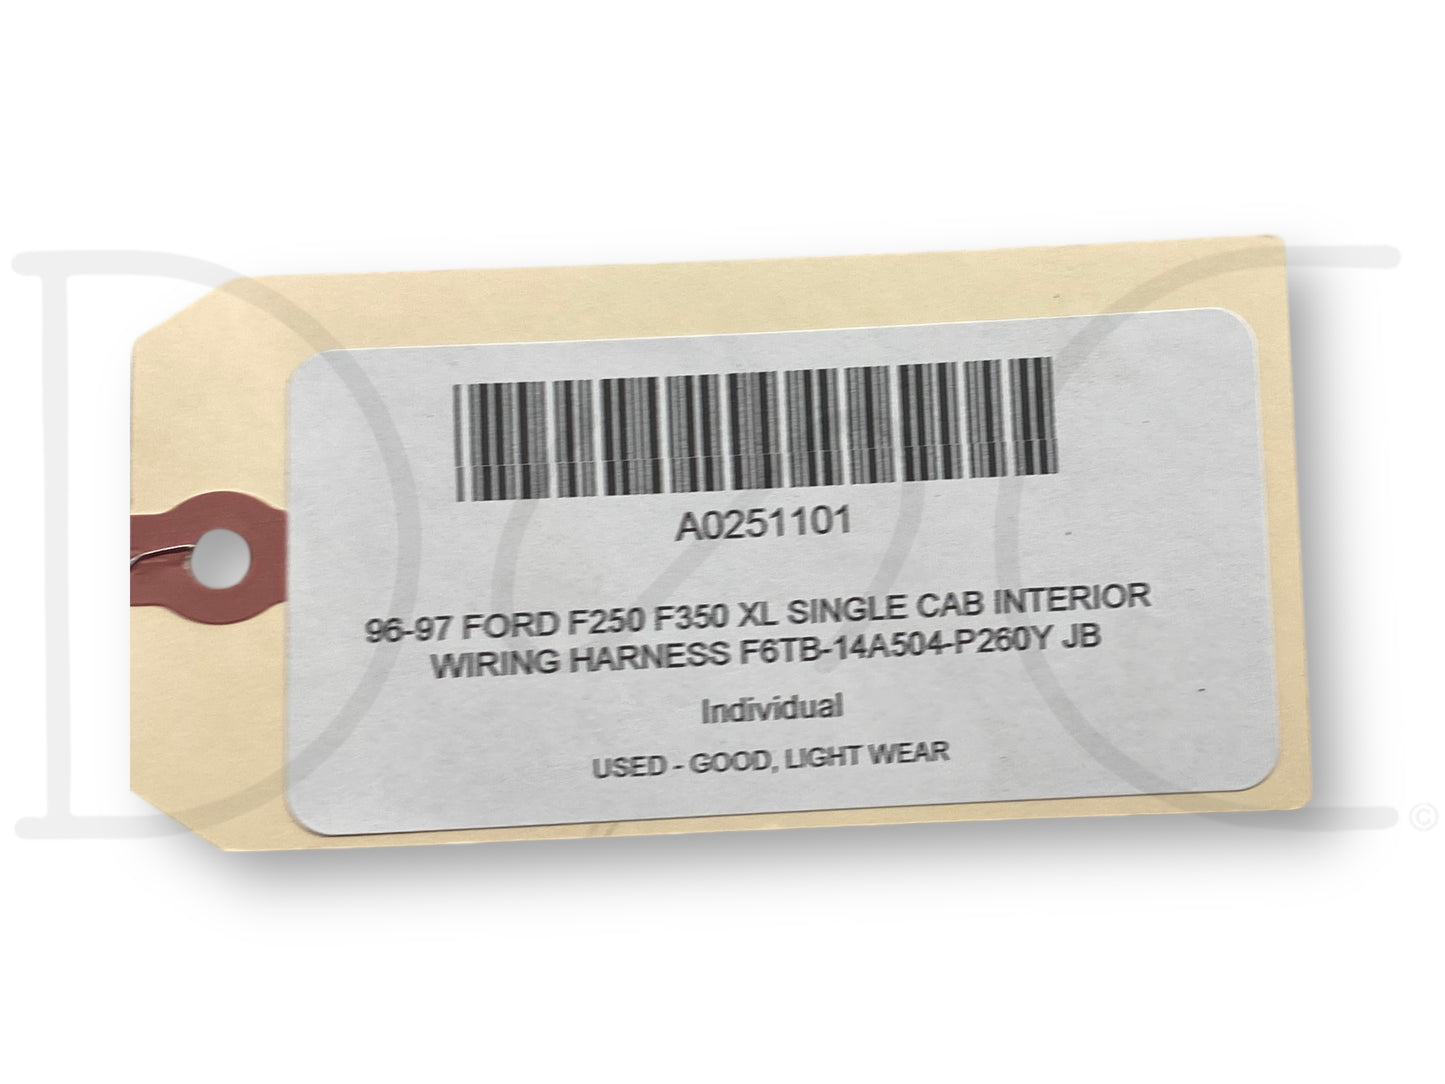 A0251101
96-97 FORD F250 F350 XL SINGLE CAB INTERIOR
WIRING HARNESS F6TB-14A504-P260Y JB
Individual
USED - GOOD, LIGHT WEAR
D2C
©